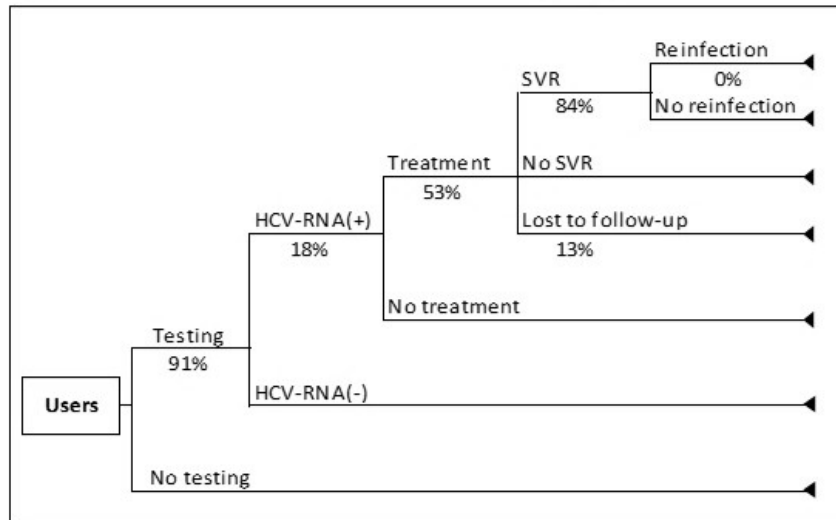 Reinfection
SVR
0%
84%
No reinfection
Treatment
No SVR
53%
HCV-RNA(+)
Lost to follow-up
18%
13%
No treatment
Testing
91%
HCV-RNA(-)
Users
No testing